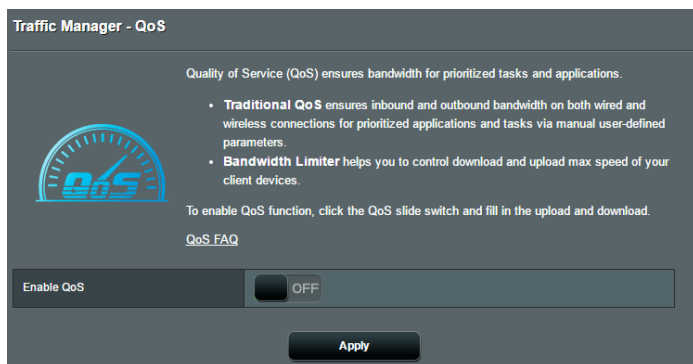 Traffic Manager - QoS
Quality of Service (QoS) ensures bandwidth for prioritized tasks and applications.
• Traditional QoS ensures inbound and outbound bandwidth on both wired and
wireless connections for prioritized applications and tasks via manual user-defined
parameters.
• Bandwidth Limiter helps you to control download and upload max speed of your
client devices.
QoS
To enable QoS function, click the QoS slide switch and fill in the upload and download.
QoS FAQ
Enable QoS
OFF
Apply